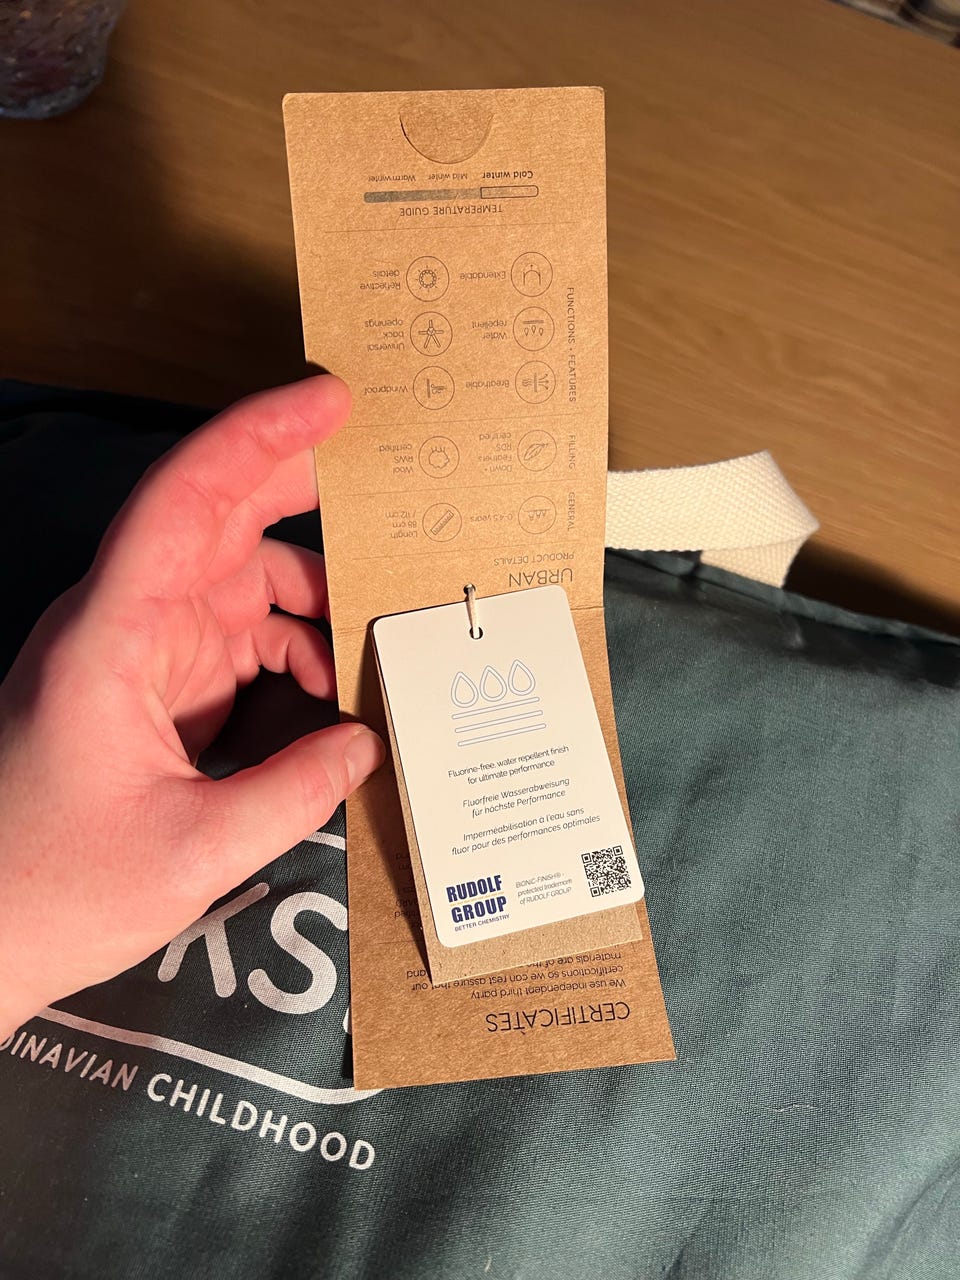 Cold winter
Mild winter
Warm winter
TEMPERATURE GUIDE
Extendable
Reflective
details
Water
repellent
Universal
back
openings
Breathable
Windproof
FUNCTIONS + FEATURES
Down +
Feathers
RDS
certified
Wool
RWS
certified
FILLING
0-4.5 years
Length
88 cm
/ 112 cm
GENERAL
PRODUCT DETAILS
URBAN
Fluorine-free, water repellent finish
for ultimate performance
Fluorfreie Wasserabweisung
für höchste Performance
Imperméabilisation à l'eau sans
fluor pour des performances optimales
RUDOLF
GROUP
BETTER CHEMISTRY
BIONIC-FINISH® -
protected trademark
of RUDOLF GROUP
CERTIFICATES
We use independent third party
certifications so we can rest assure that our
materials are of the
and
CHILDHOOD